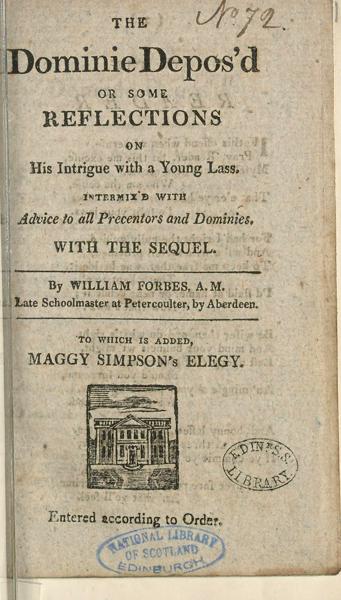 No. 72.
THE
Dominie Depos'd
OR SOME
REFLECTIONS
ON
His Intrigue with a Young Lass.
INTERMIX'D WITH
Advice to all Precentors and Dominies.
WITH THE SEQUEL.
By WILLIAM FORBES, A. M.
Late Schoolmaster at Petercoulter, by Aberdeen.
TO WHICH IS ADDED,
MAGGY SIMPSON's ELEGY.
EDINR. S.S.
LIBRARY
Entered according to Order.
NATIONAL LIBRARY
OF SCOTLAND
EDINBURGH